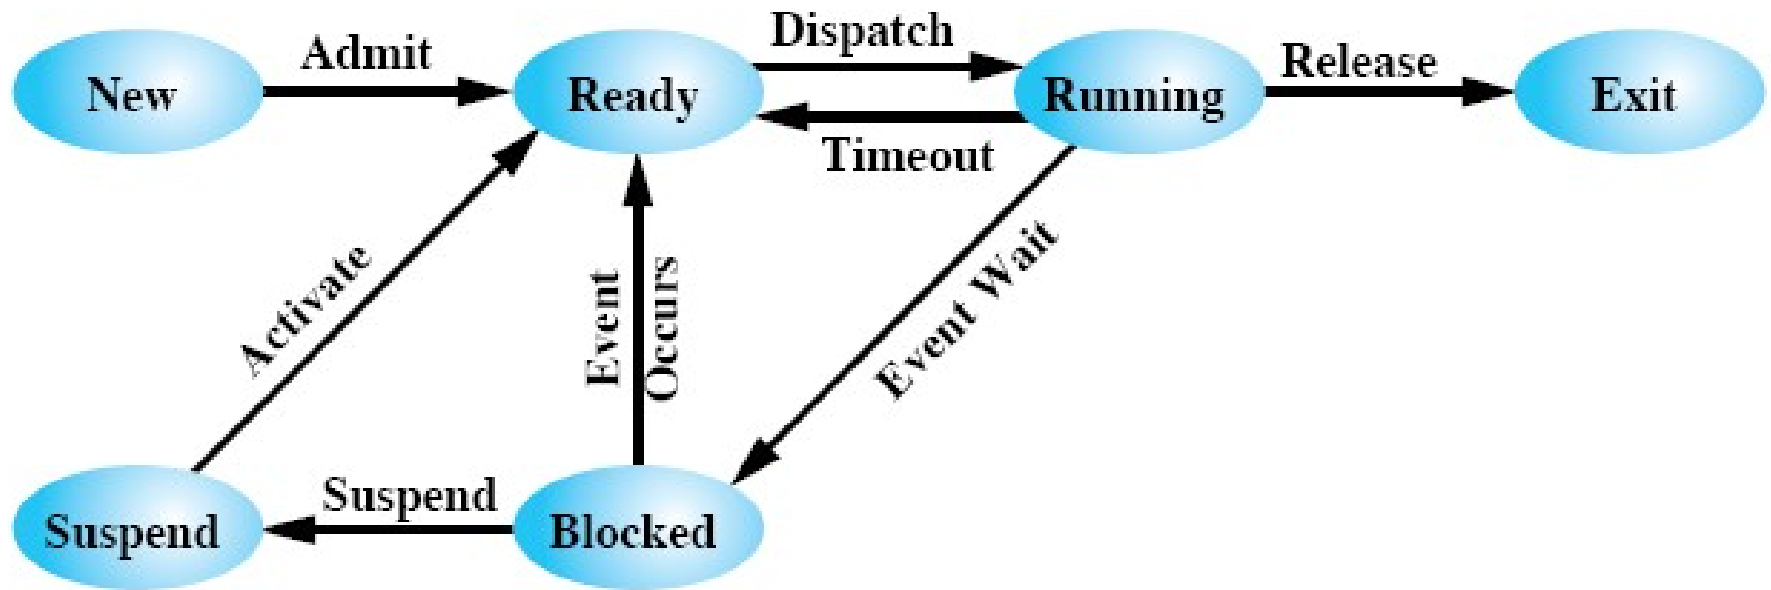 Admit
Dispatch
Release
New
Ready
Running
Exit
Timeout
Activate
Event
Occurs
Event Wait
Suspend
Suspend
Blocked